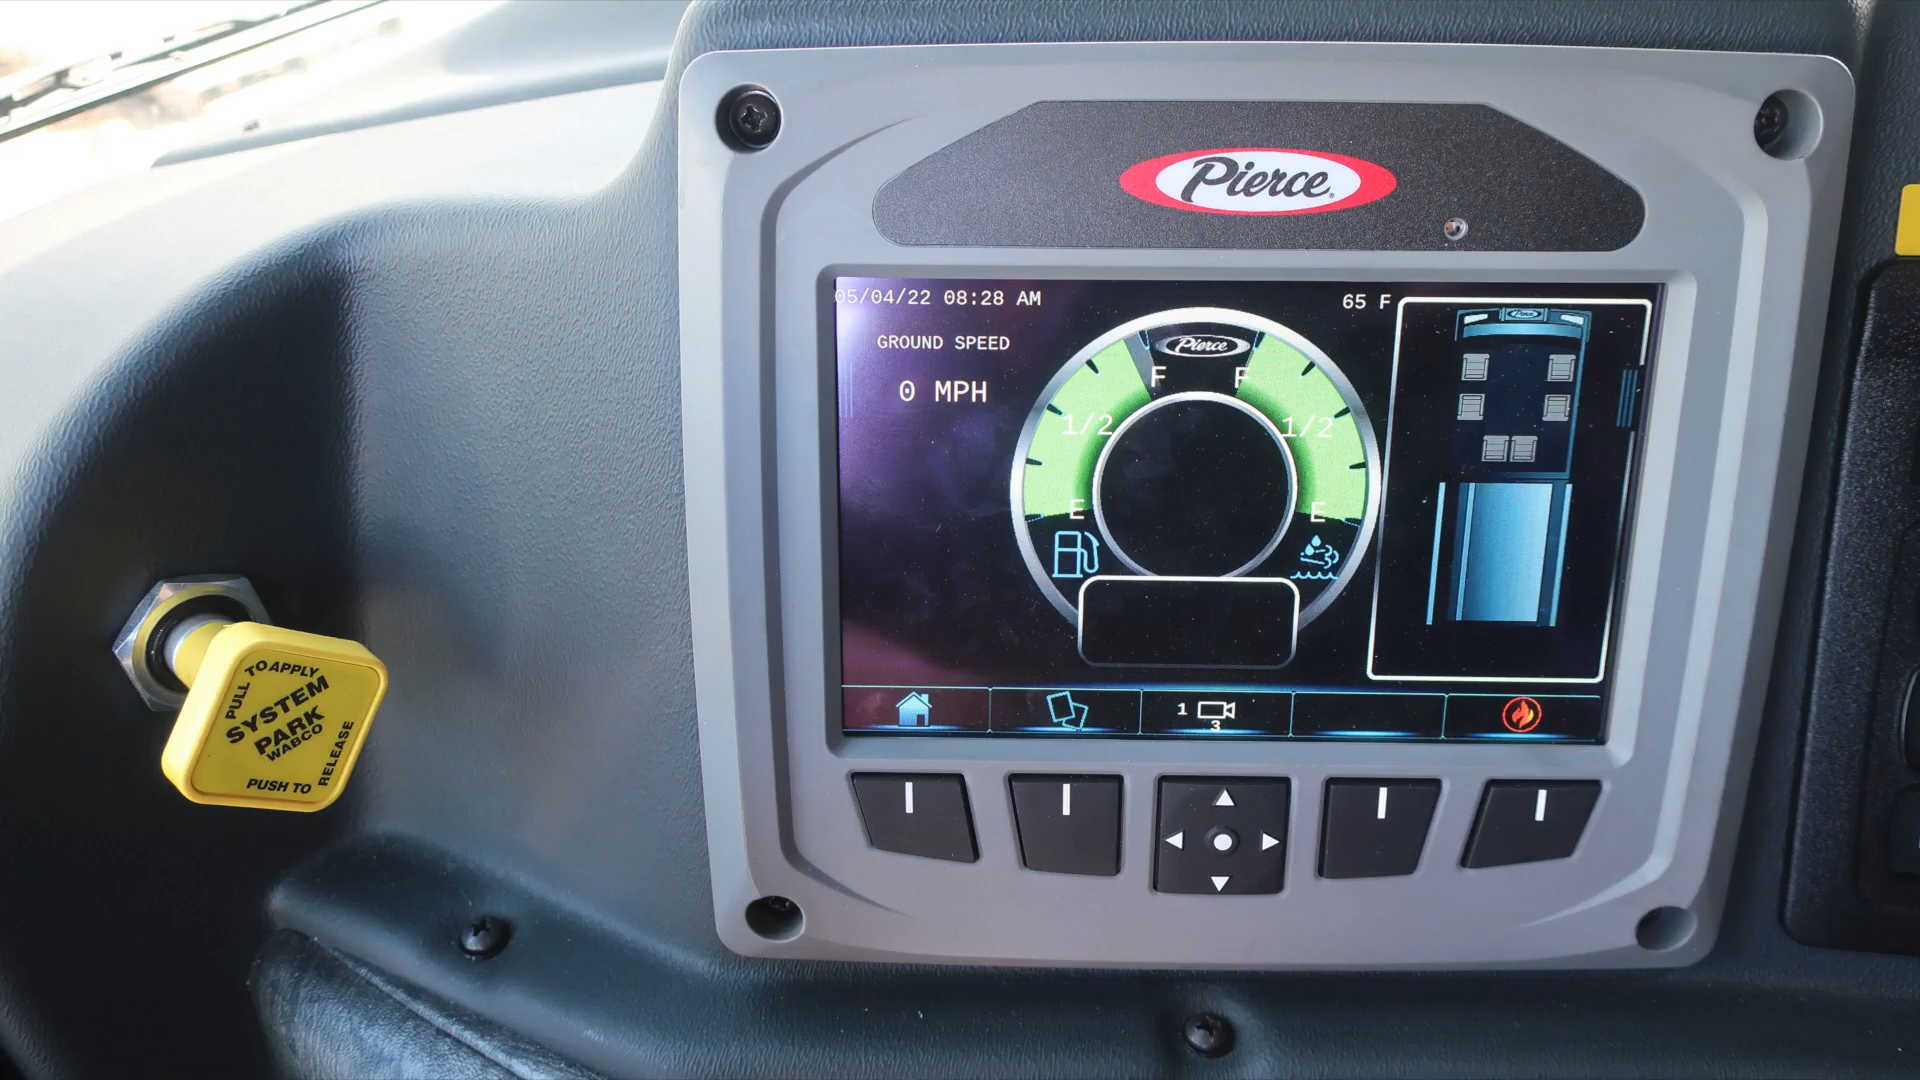 Pierce
05/04/22 08:28 AM
65 F
GROUND SPEED
0 MPH
Pierce
F
F
1/2
1/2
E
E
Pierce
1
3
PULL TO APPLY
SYSTEM
PARK
WABCO
PUSH TO RELEASE